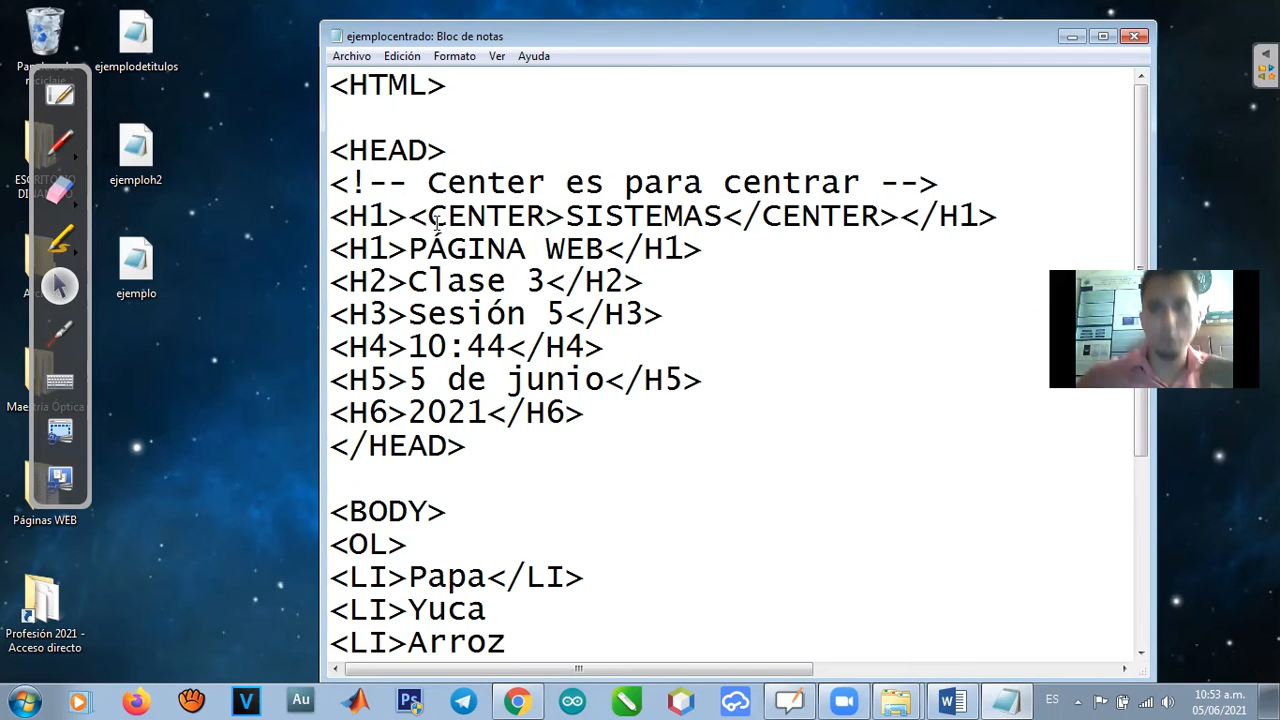 ejemplocentrado: Bloc de notas
Archivo Edición Formato Ver Ayuda
<HTML>
<HEAD>
<!-- Center es para centrar -->
<H1><CENTER>SISTEMAS</CENTER></H1>
<H1>PÁGINA WEB</H1>
<H2>Clase 3</H2>
<H3>Sesión 5</H3>
<H4>10:44</H4>
<H5>5 de junio</H5>
<H6>2021</H6>
</HEAD>
<BODY>
<OL>
<LI>Papa</LI>
<LI>Yuca
<LI>Arroz
ejemplodetitulos
ejemploh2
ejemplo
Páginas WEB
Profesión 2021 -
Acceso directo
V
Au
Ps
W
ES
10:53 a.m.
05/06/2021